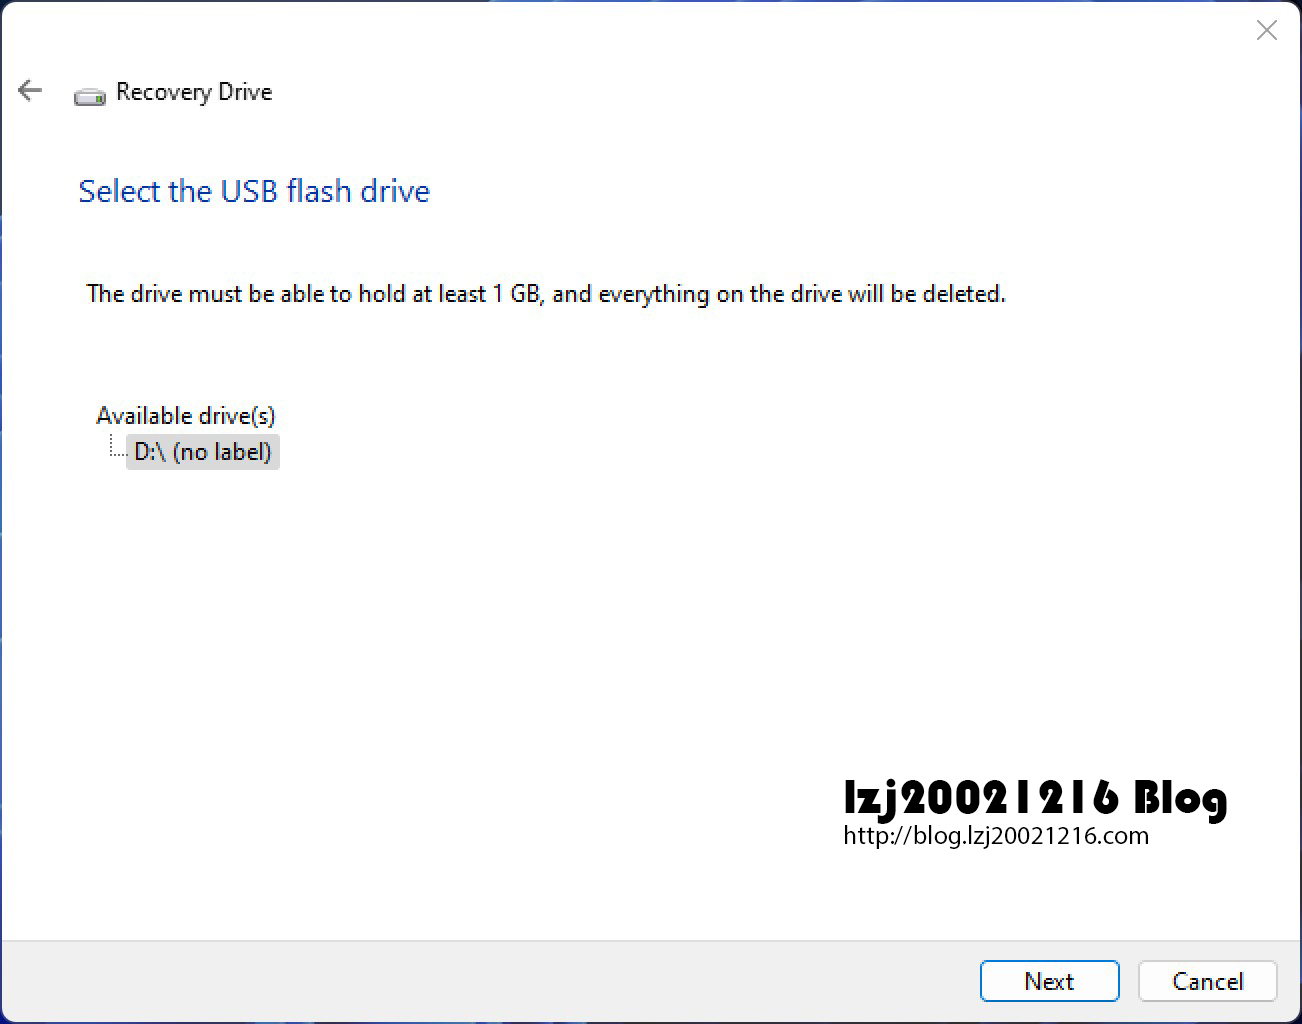 Recovery Drive
Select the USB flash drive
The drive must be able to hold at least 1 GB, and everything on the drive will be deleted.
Available drive(s)
D:\ (no label)
lzj20021216 Blog
http://blog.lzj20021216.com
Next
Cancel